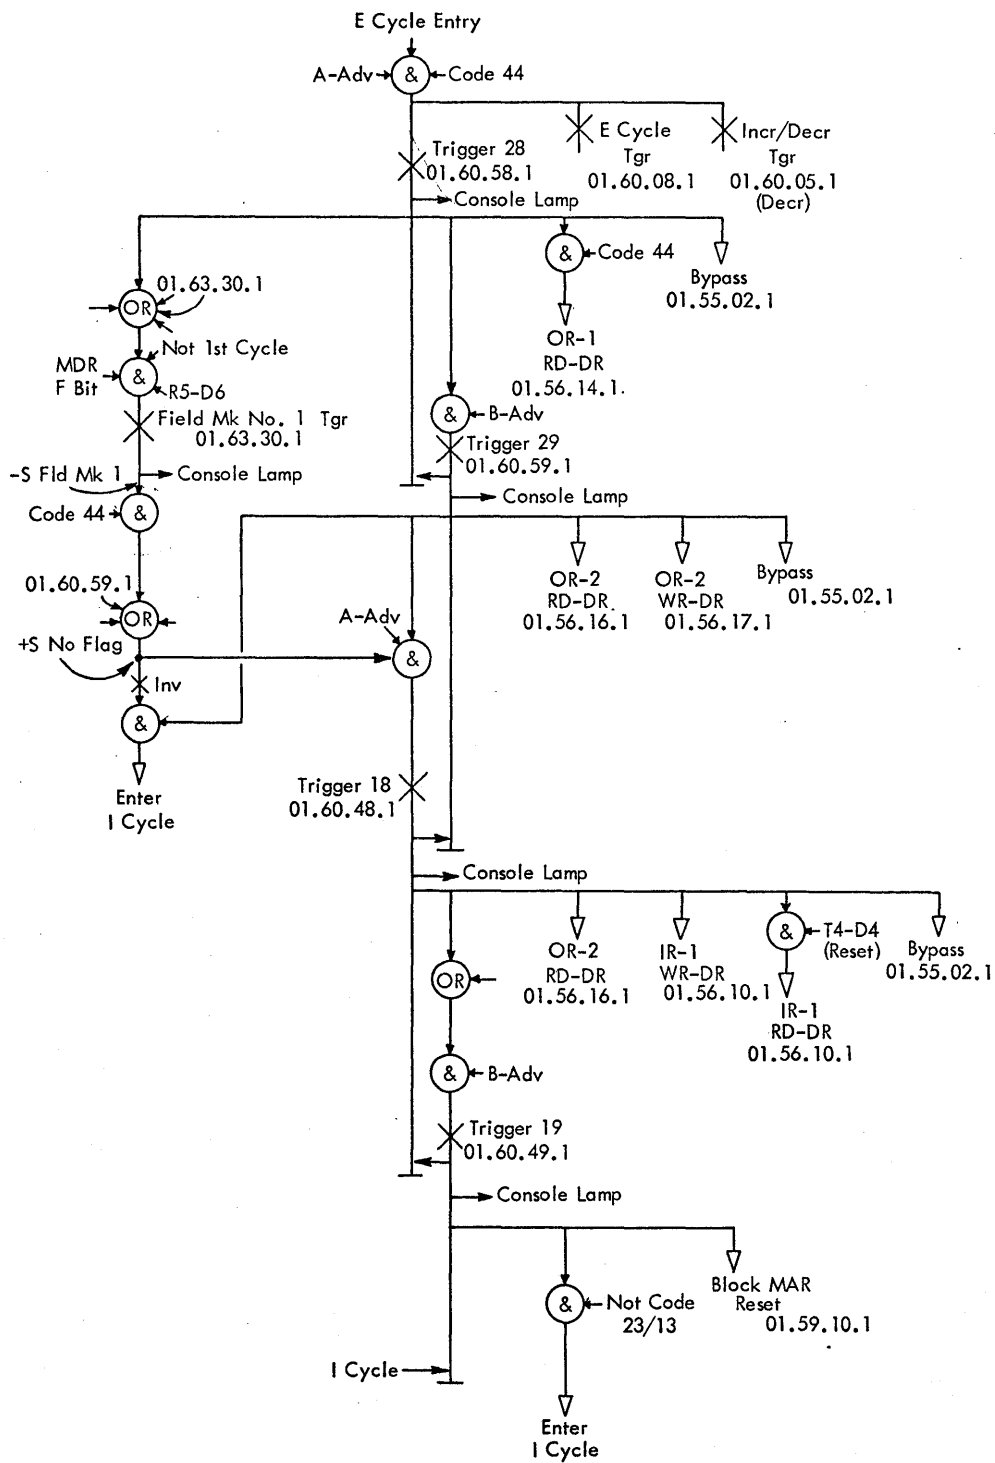 E Cycle Entry
A-Adv
&
Code 44
E Cycle
Tgr
01.60.08.1
Incr/Decr
Tgr
01.60.05.1
(Decr)
Trigger 28
01.60.58.1
Console Lamp
&
Code 44
OR-1
RD-DR
01.56.14.1
Bypass
01.55.02.1
01.63.30.1
OR
Not 1st Cycle
MDR
F Bit
&
R5-D6
Field Mk No. 1 Tgr
01.63.30.1
-S Fld Mk 1
Console Lamp
Code 44
&
&
B-Adv
Trigger 29
01.60.59.1
Console Lamp
OR-2
RD-DR
01.56.16.1
OR-2
WR-DR
01.56.17.1
Bypass
01.55.02.1
01.60.59.1
OR
+S No Flag
Inv
&
Enter
I Cycle
A-Adv
&
Trigger 18
01.60.48.1
Console Lamp
OR
OR-2
RD-DR
01.56.16.1
IR-1
WR-DR
01.56.10.1
&
T4-D4
(Reset)
IR-1
RD-DR
01.56.10.1
Bypass
01.55.02.1
&
B-Adv
Trigger 19
01.60.49.1
Console Lamp
&
Not Code
23/13
Block MAR
Reset
01.59.10.1
I Cycle
Enter
I Cycle